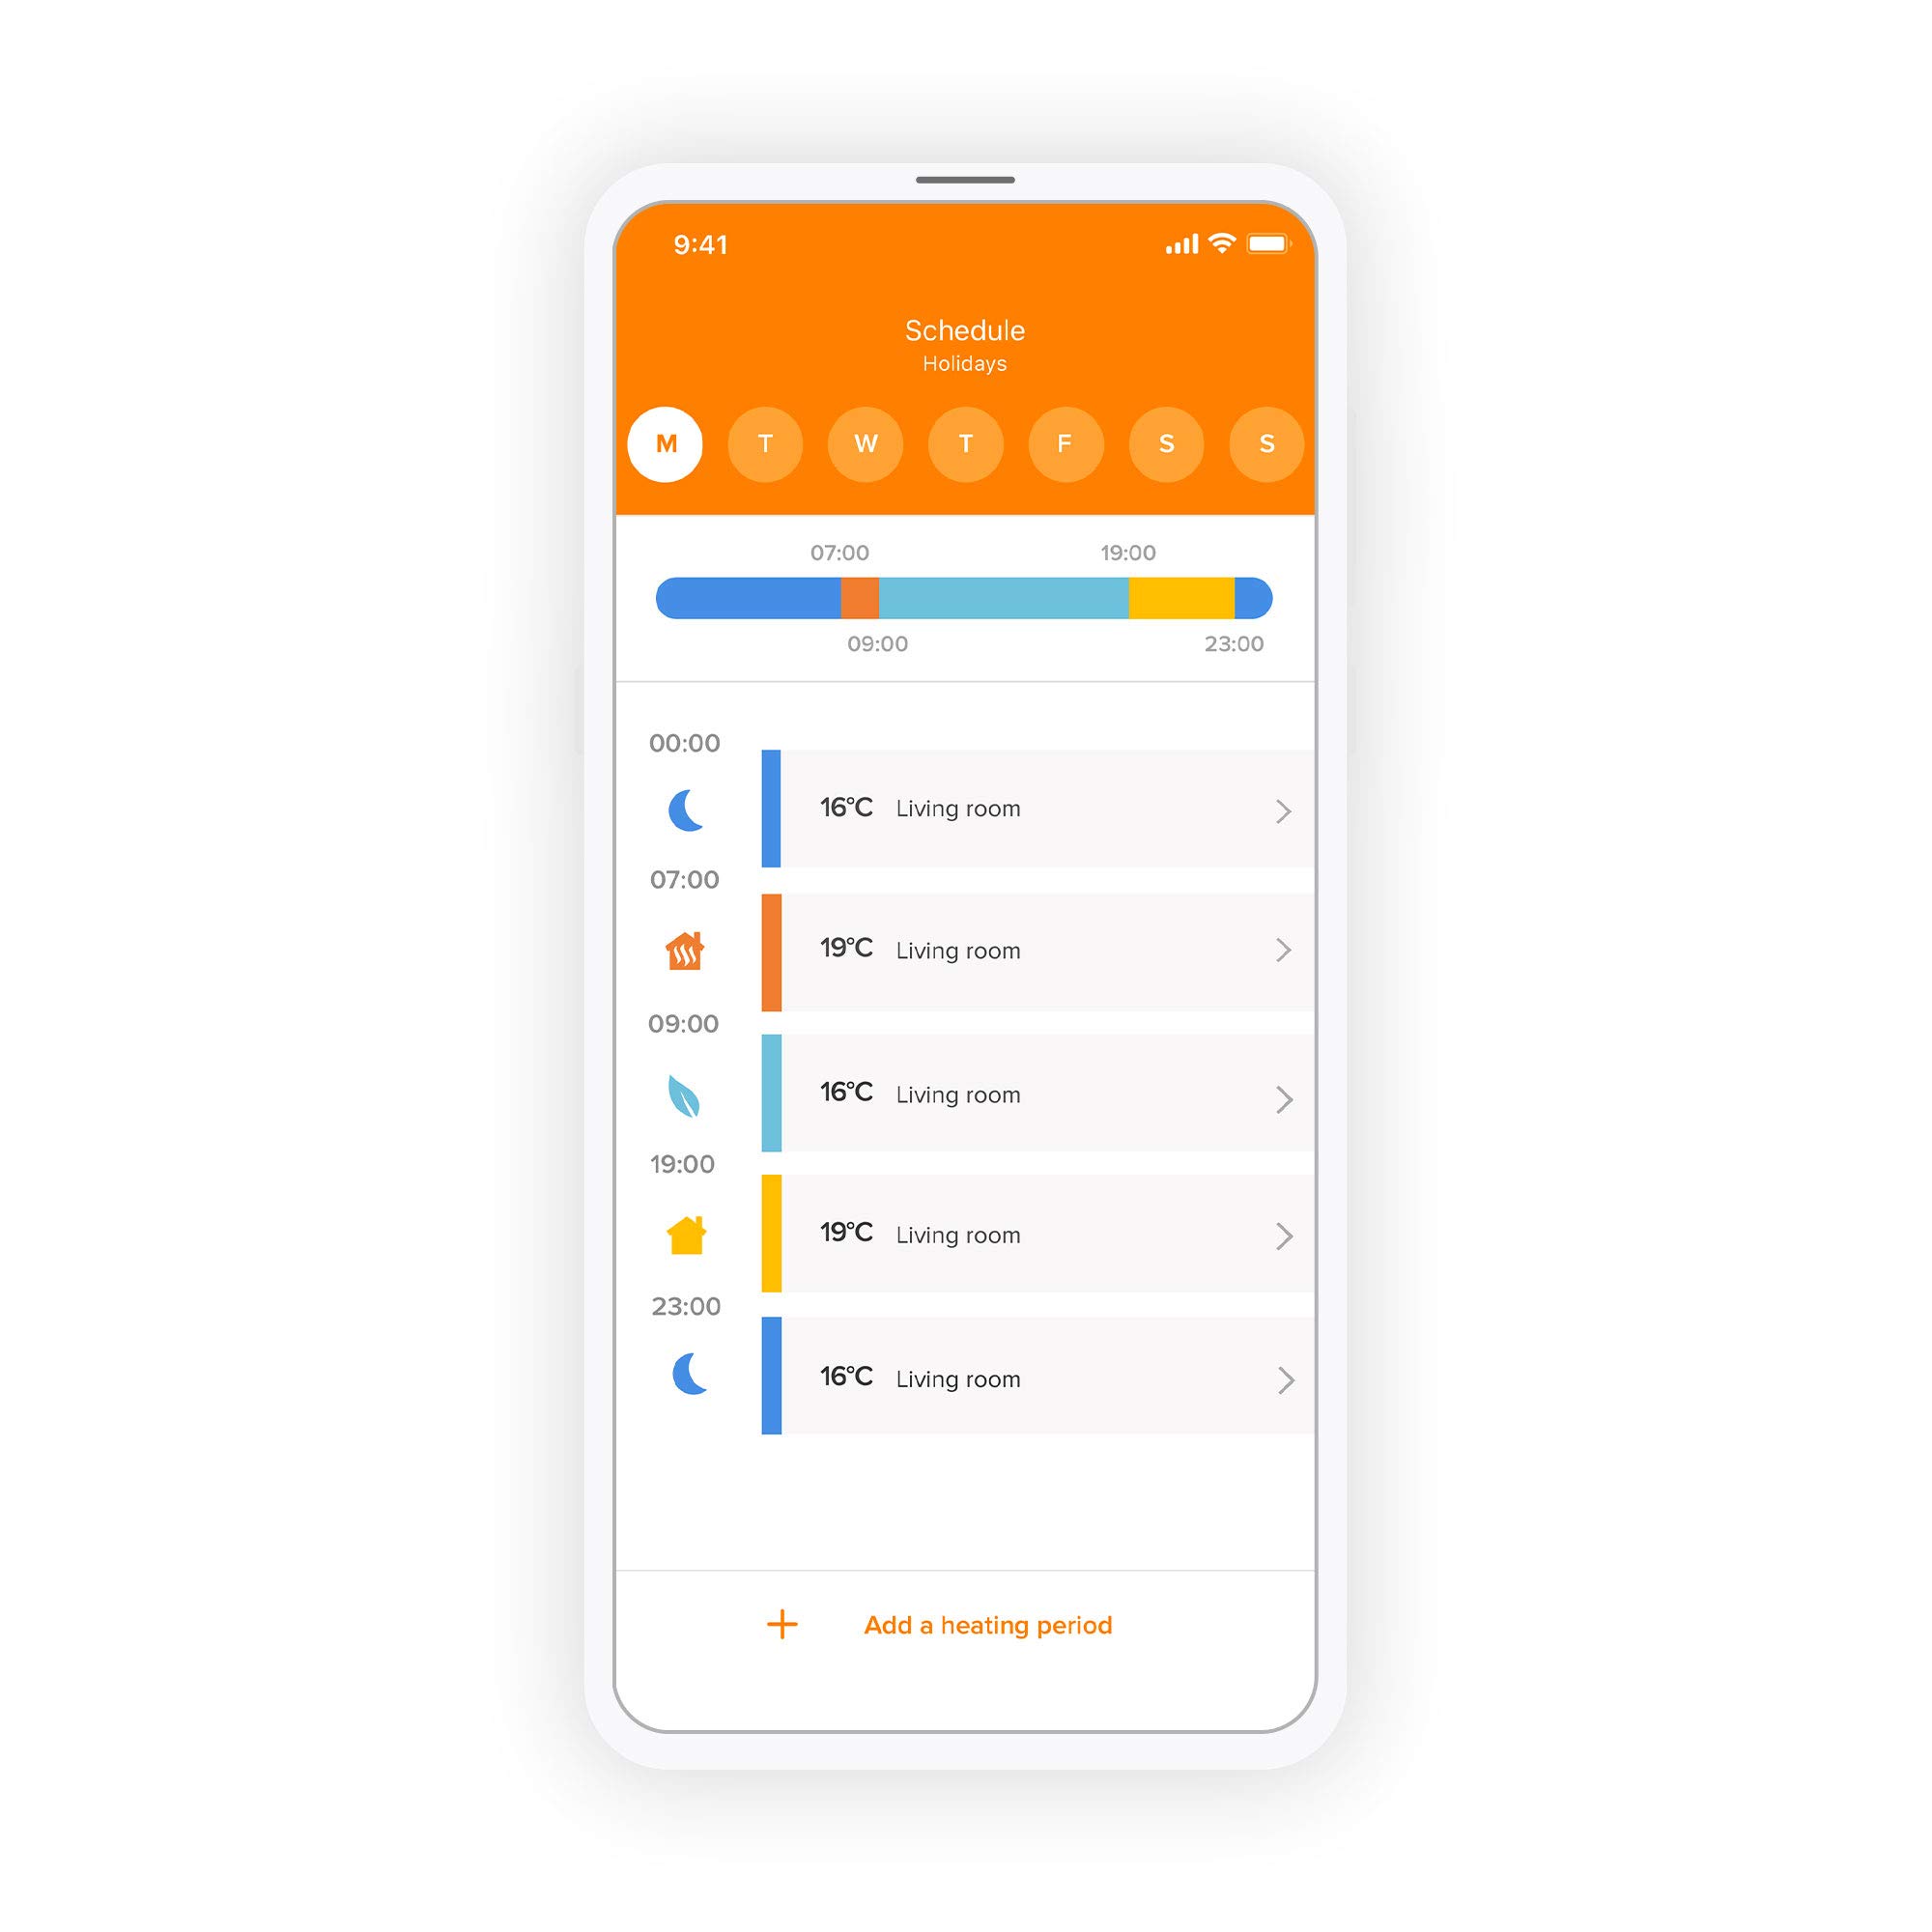 9:41
Schedule
Holidays
M T W T F S S
07:00 19:00
09:00 23:00
00:00
16°C Living room
07:00
19°C Living room
09:00
16°C Living room
19:00
19°C Living room
23:00
16°C Living room
+ Add a heating period